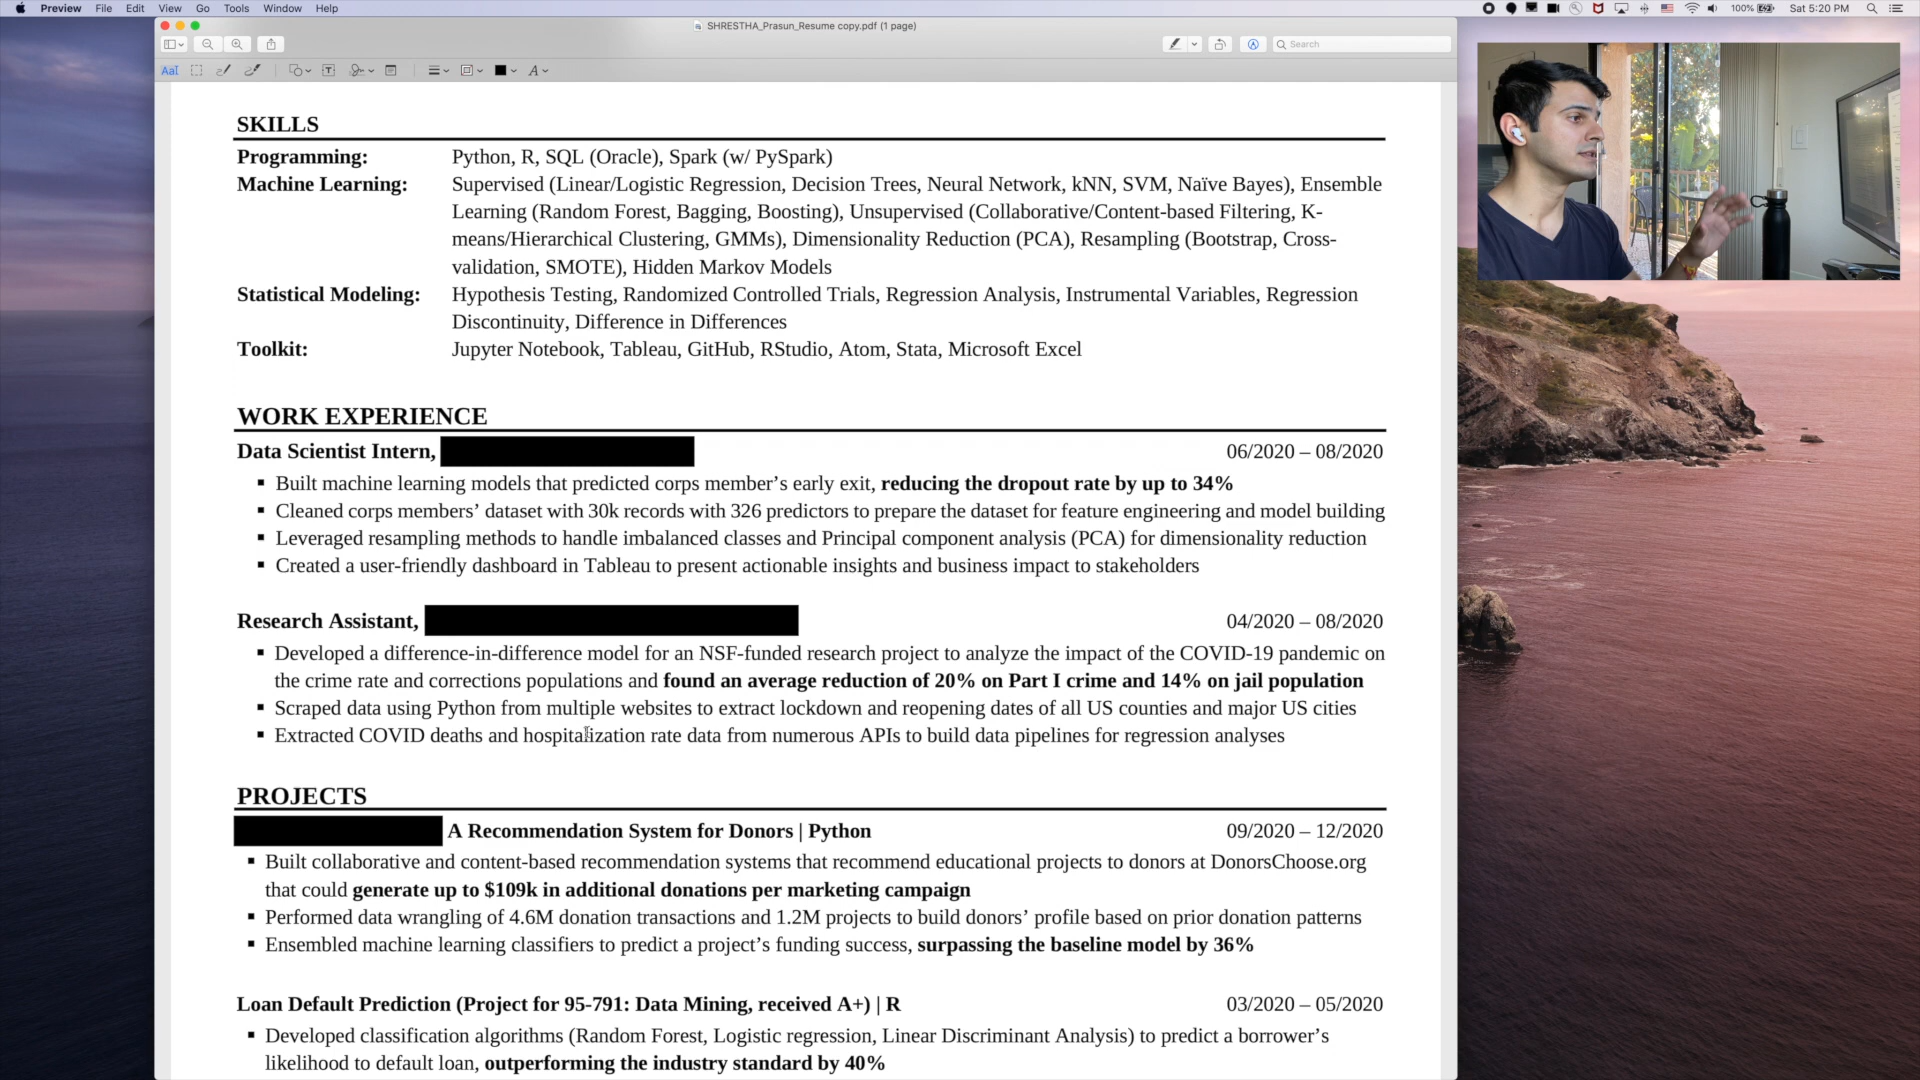 Preview File Edit View Go Tools Window Help
100% Sat 5:20 PM
SHRESTHA_Prasun_Resume copy.pdf (1 page)
Search
AaI T A
SKILLS
Programming: Python, R, SQL (Oracle), Spark (w/ PySpark)
Machine Learning: Supervised (Linear/Logistic Regression, Decision Trees, Neural Network, kNN, SVM, Naïve Bayes), Ensemble
Learning (Random Forest, Bagging, Boosting), Unsupervised (Collaborative/Content-based Filtering, K-
means/Hierarchical Clustering, GMMs), Dimensionality Reduction (PCA), Resampling (Bootstrap, Cross-
validation, SMOTE), Hidden Markov Models
Statistical Modeling: Hypothesis Testing, Randomized Controlled Trials, Regression Analysis, Instrumental Variables, Regression
Discontinuity, Difference in Differences
Toolkit: Jupyter Notebook, Tableau, GitHub, RStudio, Atom, Stata, Microsoft Excel
WORK EXPERIENCE
Data Scientist Intern, 06/2020 – 08/2020
▪ Built machine learning models that predicted corps member’s early exit, reducing the dropout rate by up to 34%
▪ Cleaned corps members’ dataset with 30k records with 326 predictors to prepare the dataset for feature engineering and model building
▪ Leveraged resampling methods to handle imbalanced classes and Principal component analysis (PCA) for dimensionality reduction
▪ Created a user-friendly dashboard in Tableau to present actionable insights and business impact to stakeholders
Research Assistant, 04/2020 – 08/2020
▪ Developed a difference-in-difference model for an NSF-funded research project to analyze the impact of the COVID-19 pandemic on
the crime rate and corrections populations and found an average reduction of 20% on Part I crime and 14% on jail population
▪ Scraped data using Python from multiple websites to extract lockdown and reopening dates of all US counties and major US cities
▪ Extracted COVID deaths and hospitalization rate data from numerous APIs to build data pipelines for regression analyses
PROJECTS
A Recommendation System for Donors | Python 09/2020 – 12/2020
▪ Built collaborative and content-based recommendation systems that recommend educational projects to donors at DonorsChoose.org
that could generate up to $109k in additional donations per marketing campaign
▪ Performed data wrangling of 4.6M donation transactions and 1.2M projects to build donors’ profile based on prior donation patterns
▪ Ensembled machine learning classifiers to predict a project’s funding success, surpassing the baseline model by 36%
Loan Default Prediction (Project for 95-791: Data Mining, received A+) | R 03/2020 – 05/2020
▪ Developed classification algorithms (Random Forest, Logistic regression, Linear Discriminant Analysis) to predict a borrower’s
likelihood to default loan, outperforming the industry standard by 40%